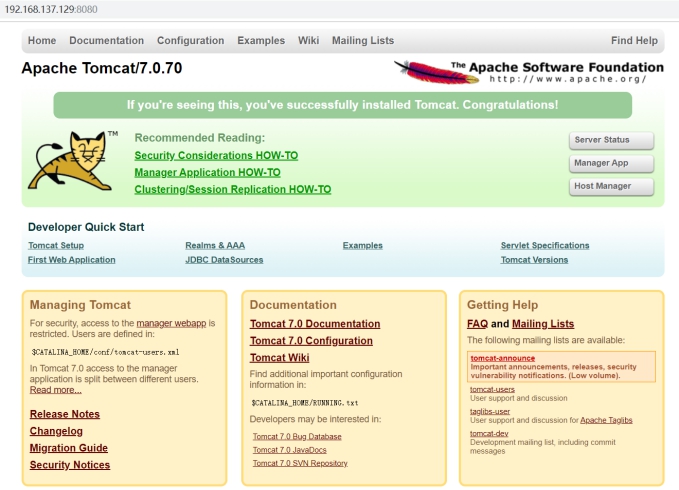 192.168.137.129:8080
Home Documentation Configuration Examples Wiki Mailing Lists Find Help
Apache Tomcat/7.0.70
The Apache Software Foundation
http://www.apache.org/
If you're seeing this, you've successfully installed Tomcat. Congratulations!
TM
Recommended Reading:
Security Considerations HOW-TO
Manager Application HOW-TO
Clustering/Session Replication HOW-TO
Server Status
Manager App
Host Manager
Developer Quick Start
Tomcat Setup
First Web Application
Realms & AAA
JDBC DataSources
Examples
Servlet Specifications
Tomcat Versions
Managing Tomcat
For security, access to the manager webapp is
restricted. Users are defined in:
$CATALINA_HOME/conf/tomcat-users.xml
In Tomcat 7.0 access to the manager
application is split between different users.
Read more...
Release Notes
Changelog
Migration Guide
Security Notices
Documentation
Tomcat 7.0 Documentation
Tomcat 7.0 Configuration
Tomcat Wiki
Find additional important configuration
information in:
$CATALINA_HOME/RUNNING.txt
Developers may be interested in:
Tomcat 7.0 Bug Database
Tomcat 7.0 JavaDocs
Tomcat 7.0 SVN Repository
Getting Help
FAQ and Mailing Lists
The following mailing lists are available:
tomcat-announce
Important announcements, releases, security
vulnerability notifications. (Low volume).
tomcat-users
User support and discussion
taglibs-user
User support and discussion for Apache Taglibs
tomcat-dev
Development mailing list, including commit
messages